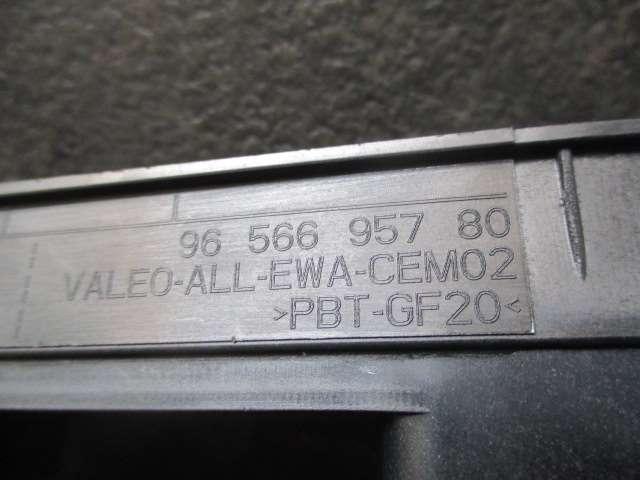 96 566 957 80
VALEO-ALL-EWA-CEM02
>PBT-GF20<